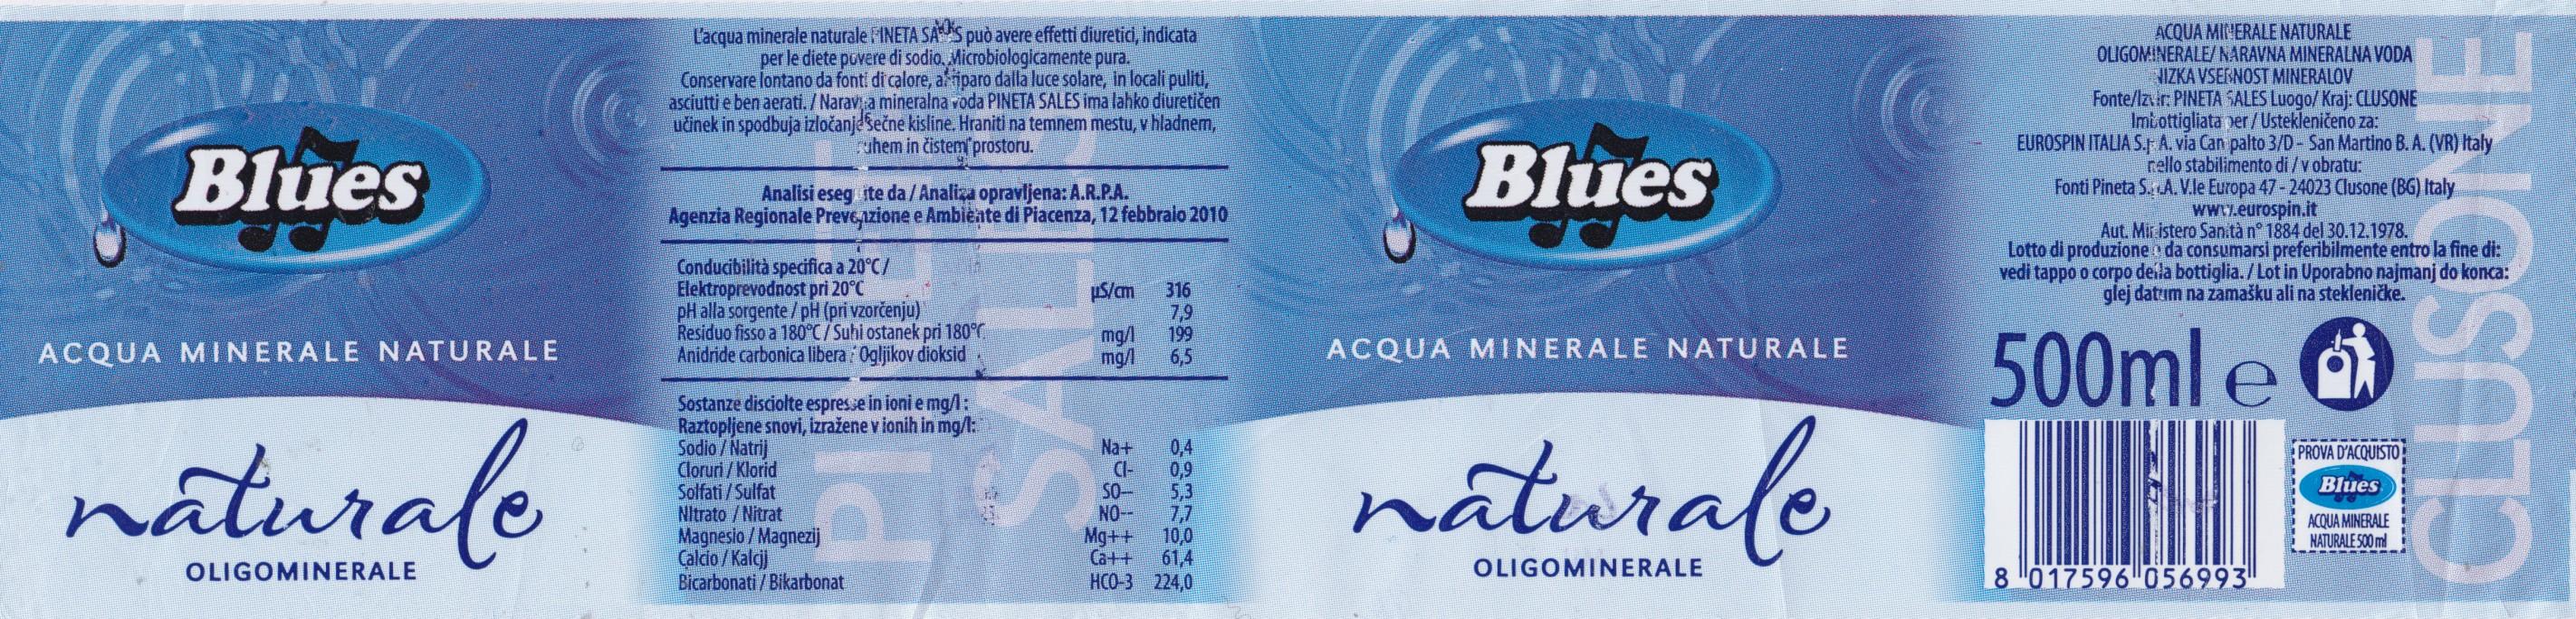 Blues
ACQUA MINERALE NATURALE
naturale
OLIGOMINERALE
L'acqua minerale naturale PINETA SALES può avere effetti diuretici, indicata
per le diete povere di sodio. Microbiologicamente pura.
Conservare lontano da fonti di calore, al riparo dalla luce solare, in locali puliti,
asciutti e ben aerati. / Naravna mineralna voda PINETA SALES ima lahko diuretičen
učinek in spodbuja izločanje sečne kisline. Hraniti na temnem mestu, v hladnem,
suhem in čistem prostoru.
Analisi eseguite da / Analiza opravljena: A.R.P.A.
Agenzia Regionale Prevenzione e Ambiente di Piacenza, 12 febbraio 2010
Conducibilità specifica a 20°C /
Elektroprevodnost pri 20°C µS/cm 316
pH alla sorgente / pH (pri vzorčenju) 7,9
Residuo fisso a 180°C / Suhi ostanek pri 180°C mg/l 199
Anidride carbonica libera / Ogljikov dioksid mg/l 6,5
Sostanze disciolte espresse in ioni e mg/l :
Raztopljene snovi, izražene v ionih in mg/l:
Sodio / Natrij Na+ 0,4
Cloruri / Klorid Cl- 0,9
Solfati / Sulfat SO-- 5,3
NItrato / Nitrat NO-- 7,7
Magnesio / Magnezij Mg++ 10,0
Calcio / Kalcij Ca++ 61,4
Bicarbonati / Bikarbonat HCO-3 224,0
PINETA
SALES
Blues
ACQUA MINERALE NATURALE
naturale
OLIGOMINERALE
ACQUA MINERALE NATURALE
OLIGOMINERALE/ NARAVNA MINERALNA VODA
NIZKA VSEBNOST MINERALOV
Fonte/Izvir: PINETA SALES Luogo/ Kraj: CLUSONE
Imbottigliata per / Ustekleničeno za:
EUROSPIN ITALIA S.p.A. via Campalto 3/D - San Martino B. A. (VR) Italy
nello stabilimento di / v obratu:
Fonti Pineta S.p.A. V.le Europa 47 - 24023 Clusone (BG) Italy
www.eurospin.it
Aut. Ministero Sanità n° 1884 del 30.12.1978.
Lotto di produzione e da consumarsi preferibilmente entro la fine di:
vedi tappo o corpo della bottiglia. / Lot in Uporabno najmanj do konca:
glej datum na zamašku ali na stekleničke.
500ml e
8 017596 056993
PROVA D'ACQUISTO
Blues
ACQUA MINERALE
NATURALE 500 ml
CLUSONE